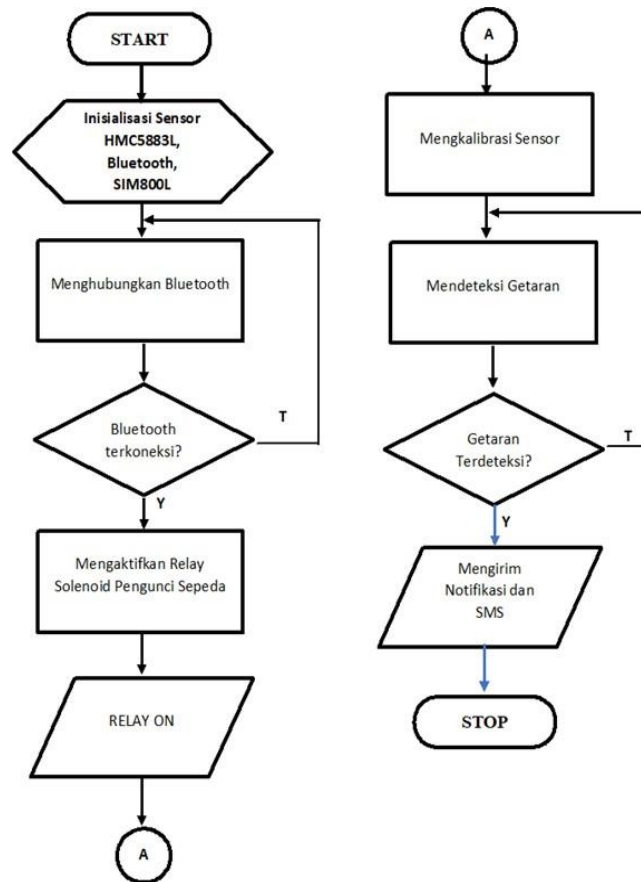 START
Inisialisasi Sensor
HMC5883L,
Bluetooth,
SIM800L
Menghubungkan Bluetooth
Bluetooth
terkoneksi?
T
Y
Mengaktifkan Relay
Solenoid Pengunci Sepeda
RELAY ON
A
A
Mengkalibrasi Sensor
Mendeteksi Getaran
Getaran
Terdeteksi?
T
Y
Mengirim
Notifikasi dan
SMS
STOP